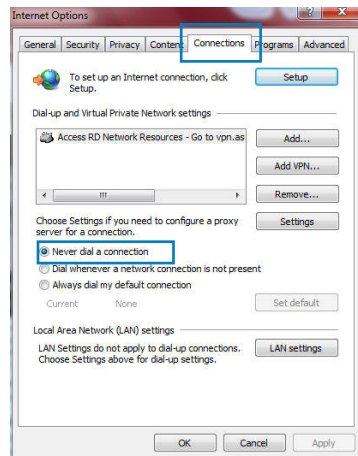 Internet Options
General Security Privacy Content Connections Programs Advanced
To set up an Internet connection, click
Setup.
Setup
Dial-up and Virtual Private Network settings
Access RD Network Resources - Go to vpn.as
Add...
Add VPN...
Remove...
Choose Settings if you need to configure a proxy
server for a connection.
Settings
Never dial a connection
Dial whenever a network connection is not present
Always dial my default connection
Current None
Set default
Local Area Network (LAN) settings
LAN Settings do not apply to dial-up connections.
Choose Settings above for dial-up settings.
LAN settings
OK Cancel Apply